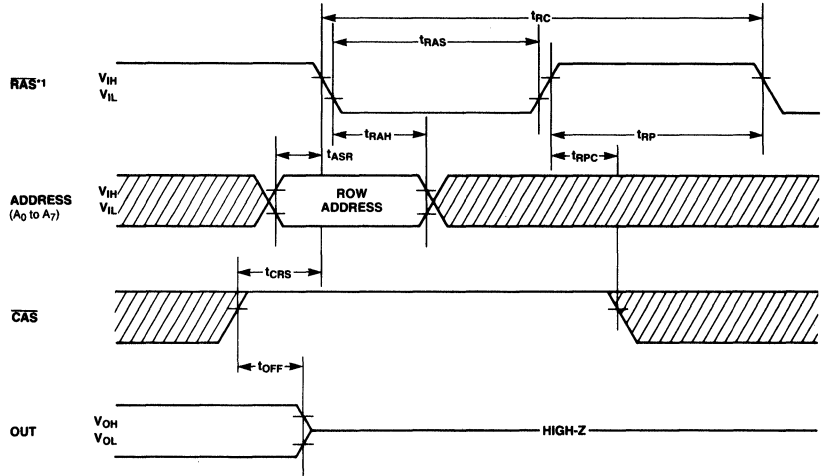 tRC
tRAS
RAS*1
VIH
VIL
tRAH
tRP
tASR
tRPC
ADDRESS
(A0 to A7)
VIH
VIL
ROW
ADDRESS
tCRS
CAS
tOFF
OUT
VOH
VOL
HIGH-Z